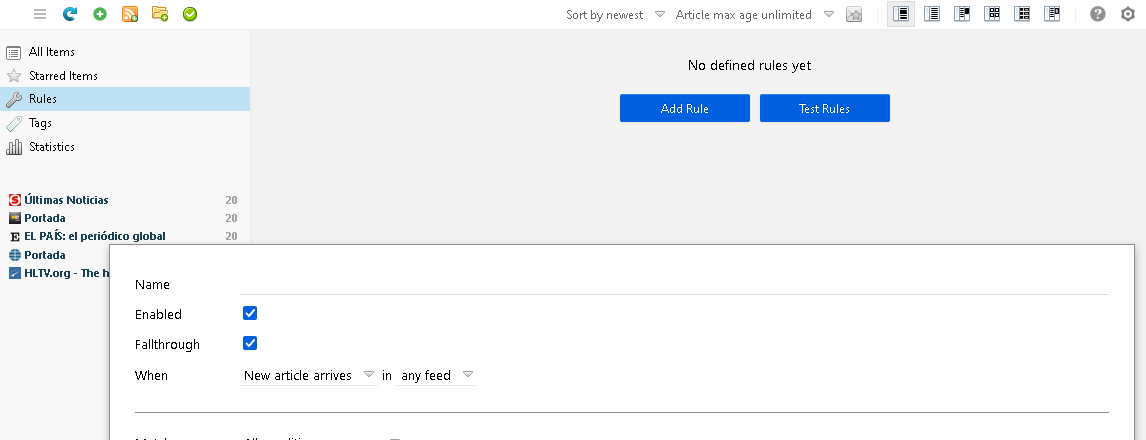 Sort by newest Article max age unlimited
All Items
Starred Items
Rules
Tags
Statistics
No defined rules yet
Add Rule Test Rules
Últimas Noticias 20
Portada 20
EL PAÍS: el periódico global 20
Portada
HLTV.org - The h
Name
Enabled
Fallthrough
When New article arrives in any feed